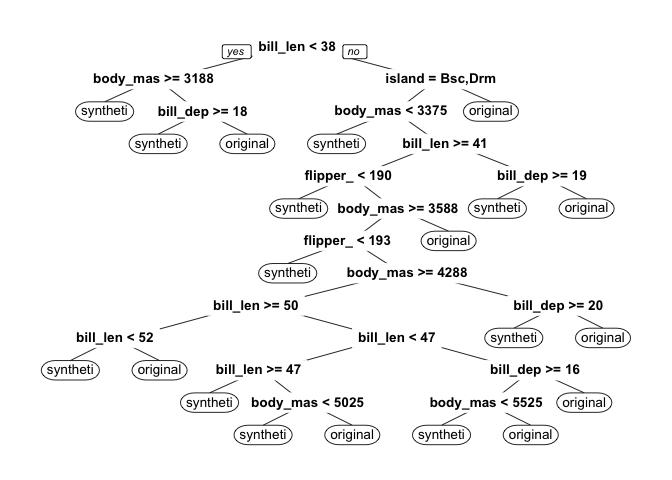 yes bill_len < 38 no
body_mas >= 3188 island = Bsc,Drm
syntheti bill_dep >= 18 body_mas < 3375 original
syntheti original syntheti bill_len >= 41
flipper_ < 190 bill_dep >= 19
syntheti body_mas >= 3588 syntheti original
flipper_ < 193 original
syntheti body_mas >= 4288
bill_len >= 50 bill_dep >= 20
bill_len < 52 bill_len < 47 syntheti original
syntheti original bill_len >= 47 bill_dep >= 16
syntheti body_mas < 5025 body_mas < 5525 original
syntheti original syntheti original